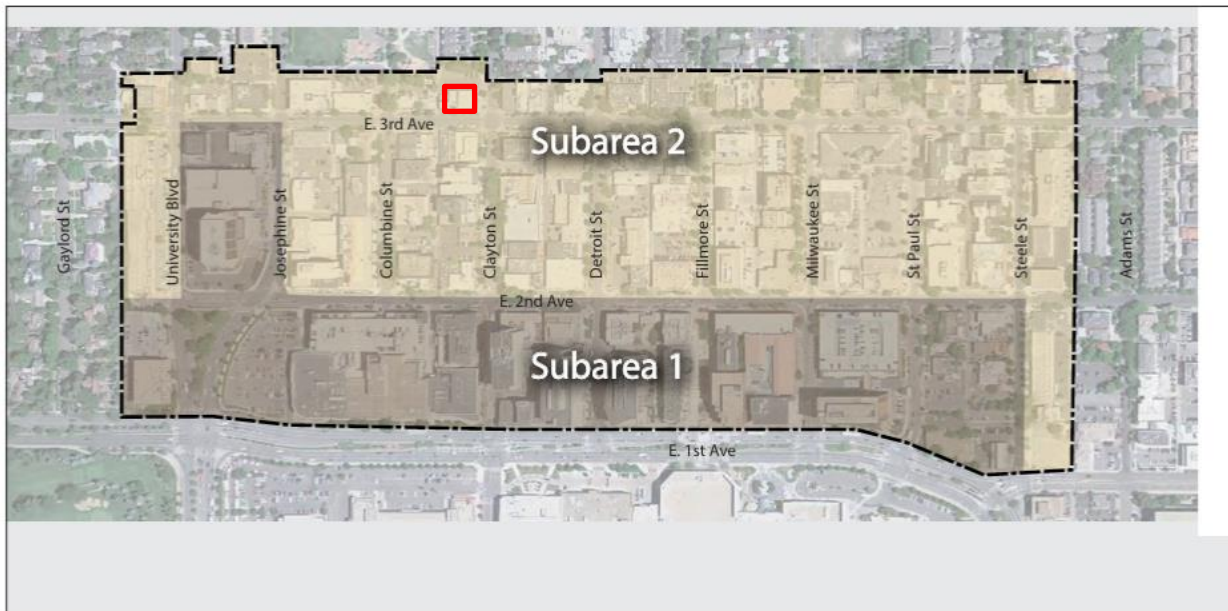 E. 3rd Ave
Subarea 2
Gaylord St
University Blvd
Josephine St
Columbine St
Clayton St
Detroit St
Fillmore St
Milwaukee St
St Paul St
Steele St
Adams St
E. 2nd Ave
Subarea 1
E. 1st Ave